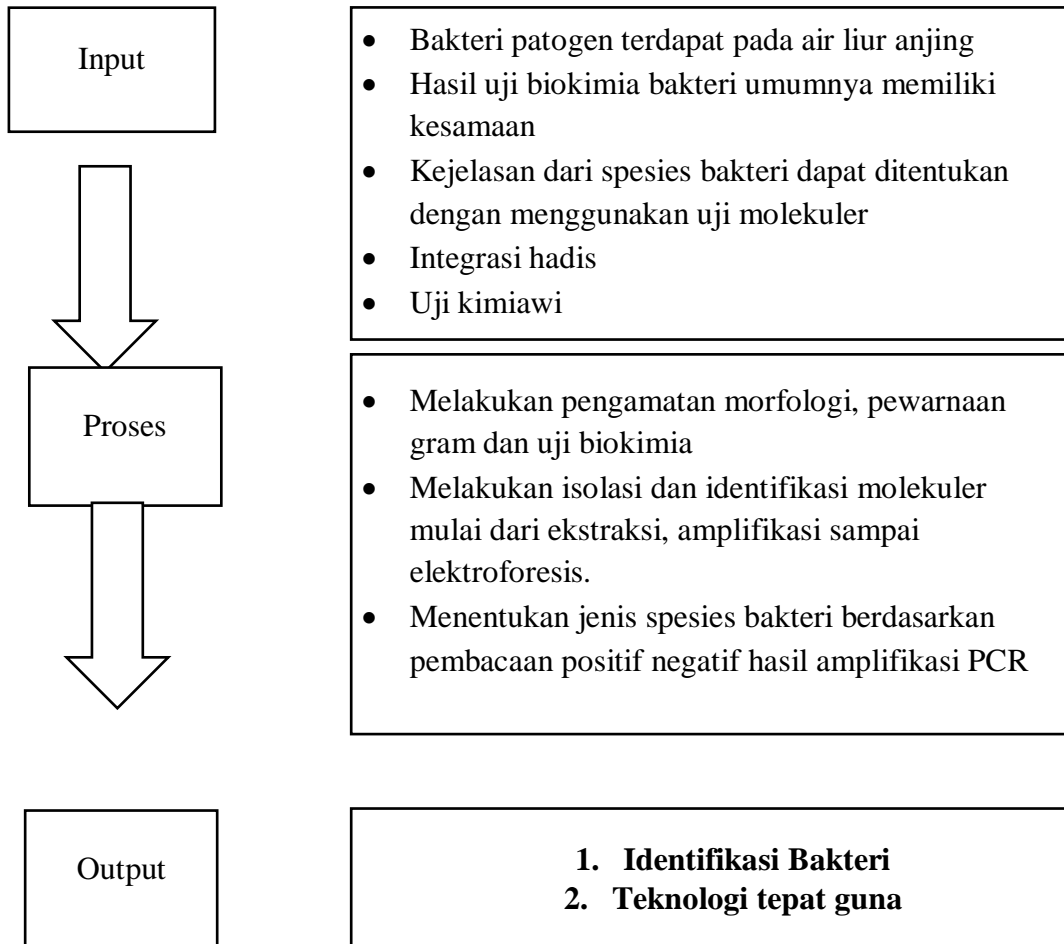 Input
• Bakteri patogen terdapat pada air liur anjing
• Hasil uji biokimia bakteri umumnya memiliki
kesamaan
• Kejelasan dari spesies bakteri dapat ditentukan
dengan menggunakan uji molekuler
• Integrasi hadis
• Uji kimiawi
Proses
• Melakukan pengamatan morfologi, pewarnaan
gram dan uji biokimia
• Melakukan isolasi dan identifikasi molekuler
mulai dari ekstraksi, amplifikasi sampai
elektroforesis.
• Menentukan jenis spesies bakteri berdasarkan
pembacaan positif negatif hasil amplifikasi PCR
Output
1. Identifikasi Bakteri
2. Teknologi tepat guna